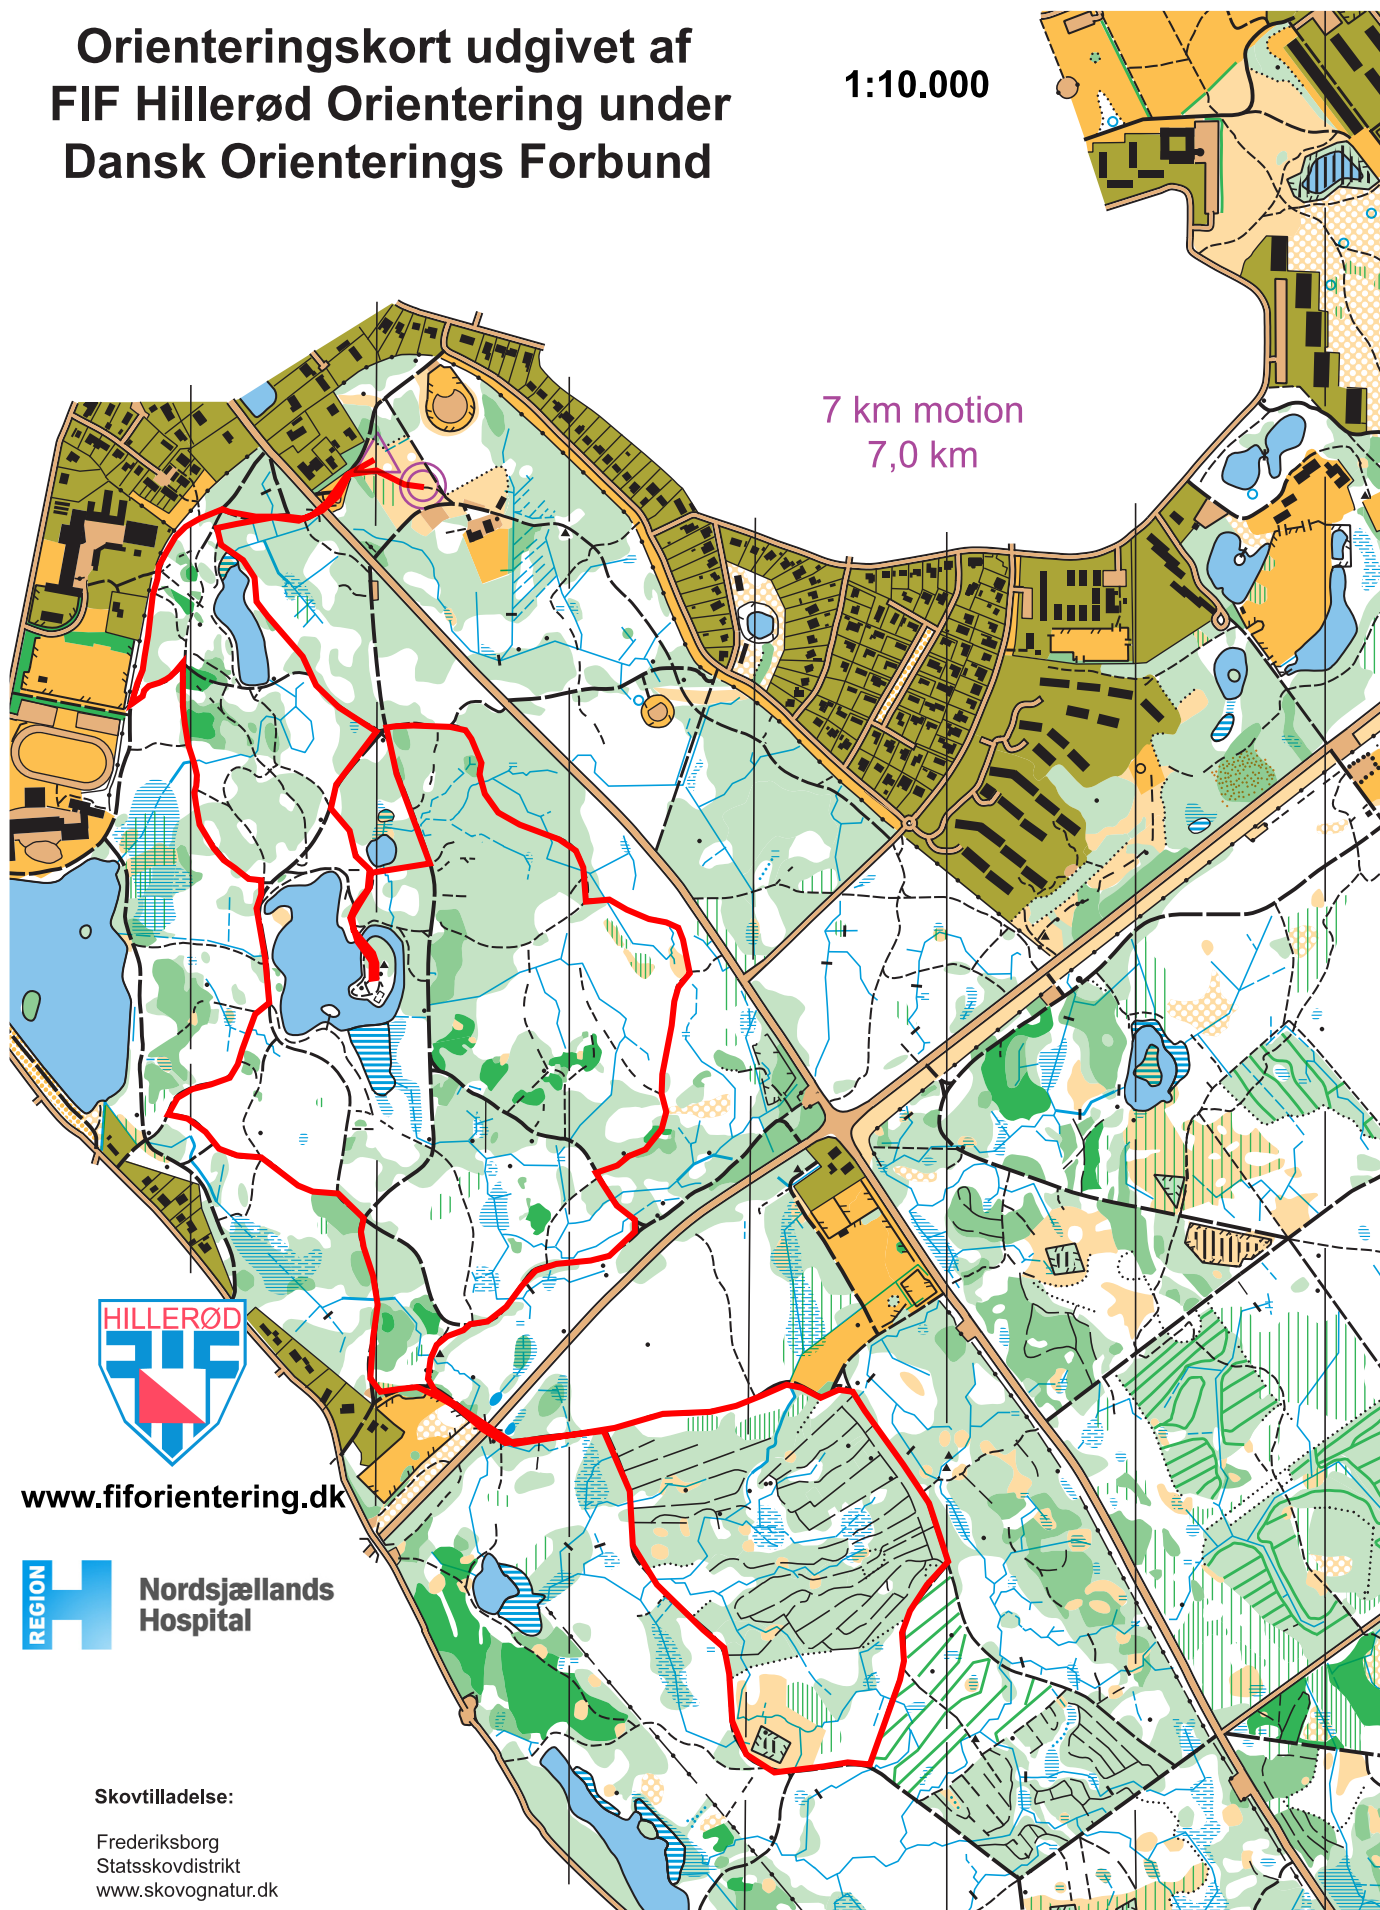 Orienteringskort udgivet af
FIF Hillerød Orientering under
Dansk Orienterings Forbund
1:10.000
7 km motion
7,0 km
HILLERØD
FIF
www.fiforientering.dk
REGION
H
Nordsjællands
Hospital
Skovtilladelse:
Frederiksborg
Statsskovdistrikt
www.skovognatur.dk